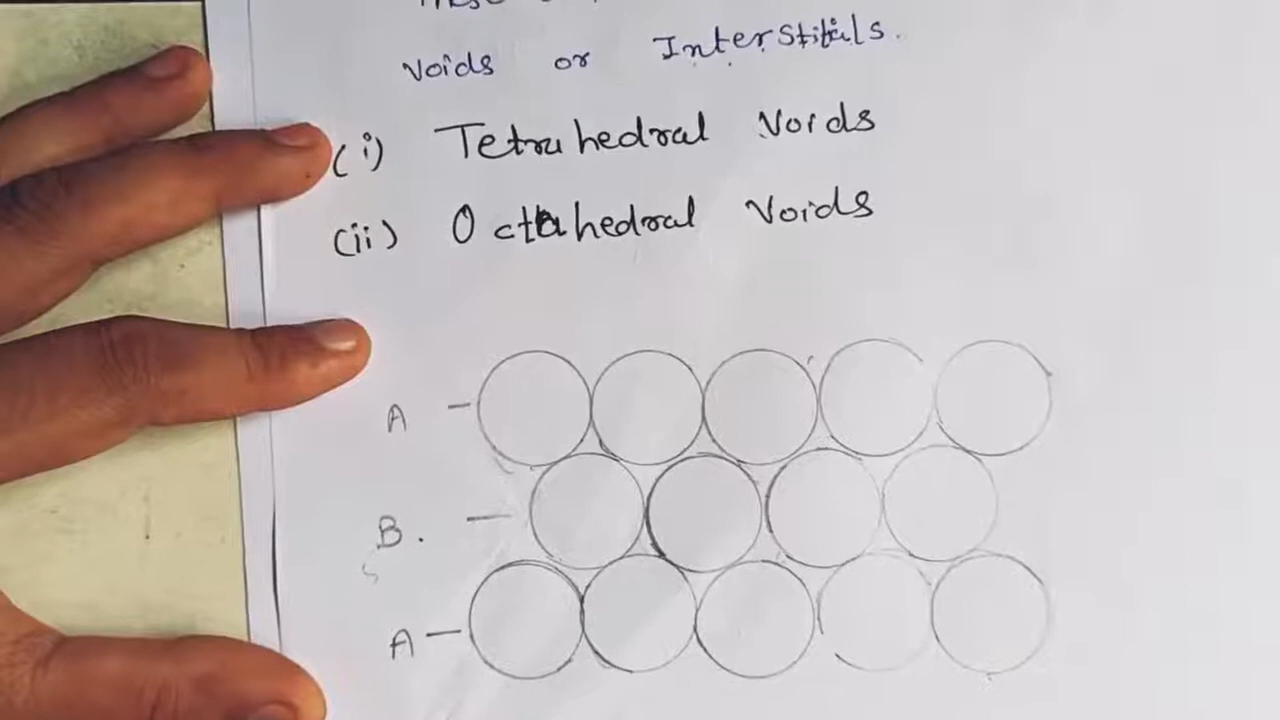 voids or Interstitials.
(i) Tetrahedral Voids
(ii) Octahedral Voids
A —
B. —
A —